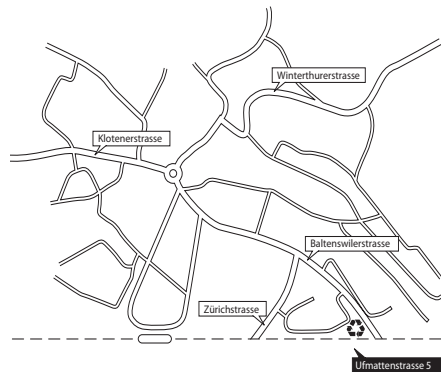 Winterthurerstrasse
Klotenerstrasse
Baltenswilerstrasse
Zürichstrasse
Ufmattenstrasse 5